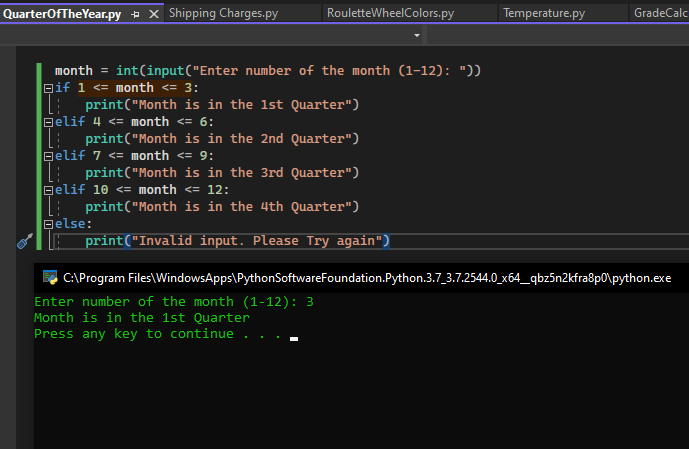 QuarterOfTheYear.py Shipping Charges.py RouletteWheelColors.py Temperature.py GradeCalc
month = int(input("Enter number of the month (1-12): "))
if 1 <= month <= 3:
    print("Month is in the 1st Quarter")
elif 4 <= month <= 6:
    print("Month is in the 2nd Quarter")
elif 7 <= month <= 9:
    print("Month is in the 3rd Quarter")
elif 10 <= month <= 12:
    print("Month is in the 4th Quarter")
else:
    print("Invalid input. Please Try again")
C:\Program Files\WindowsApps\PythonSoftwareFoundation.Python.3.7_3.7.2544.0_x64__qbz5n2kfra8p0\python.exe
Enter number of the month (1-12): 3
Month is in the 1st Quarter
Press any key to continue . . .